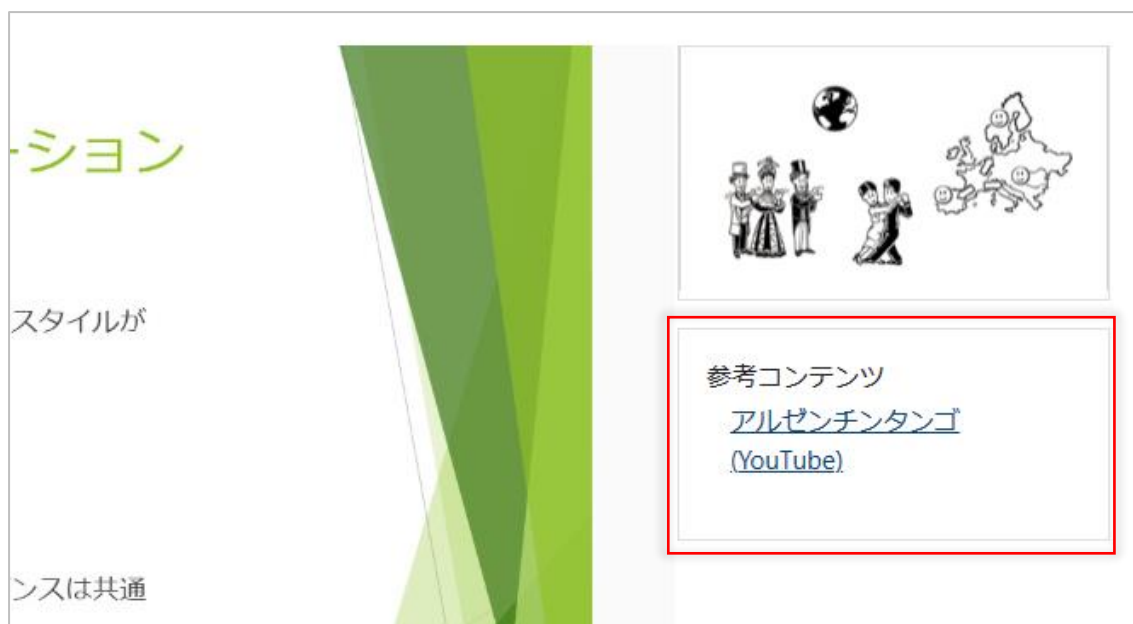 ーション
スタイルが
ンスは共通
参考コンテンツ
アルゼンチンタンゴ
(YouTube)